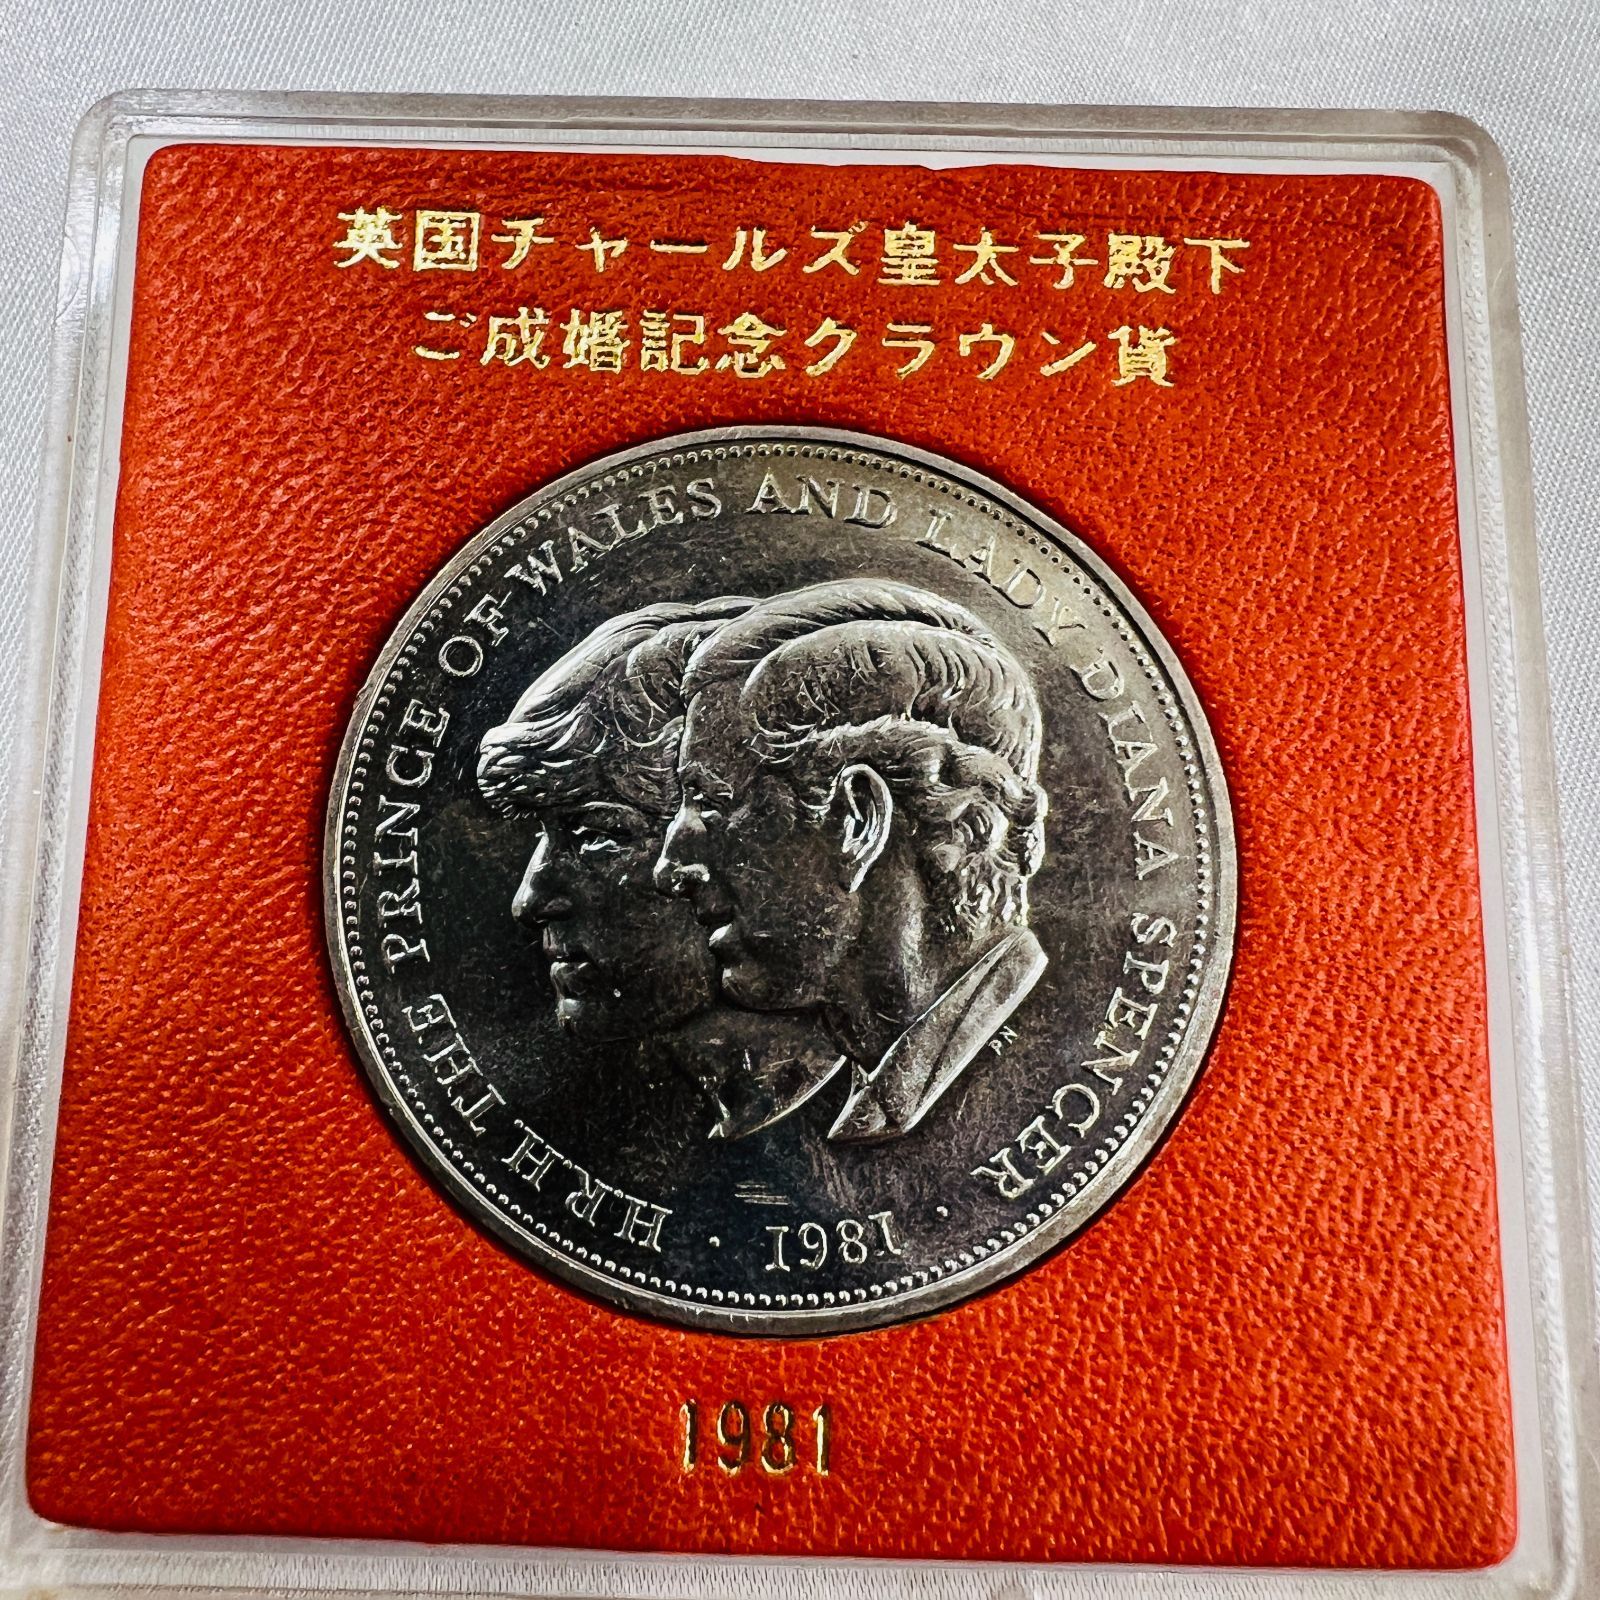 英国チャールズ皇太子殿下
ご成婚記念クラウン貨
H.R.H. THE PRINCE OF WALES AND LADY DIANA SPENCER · 1981 ·
PN
1981